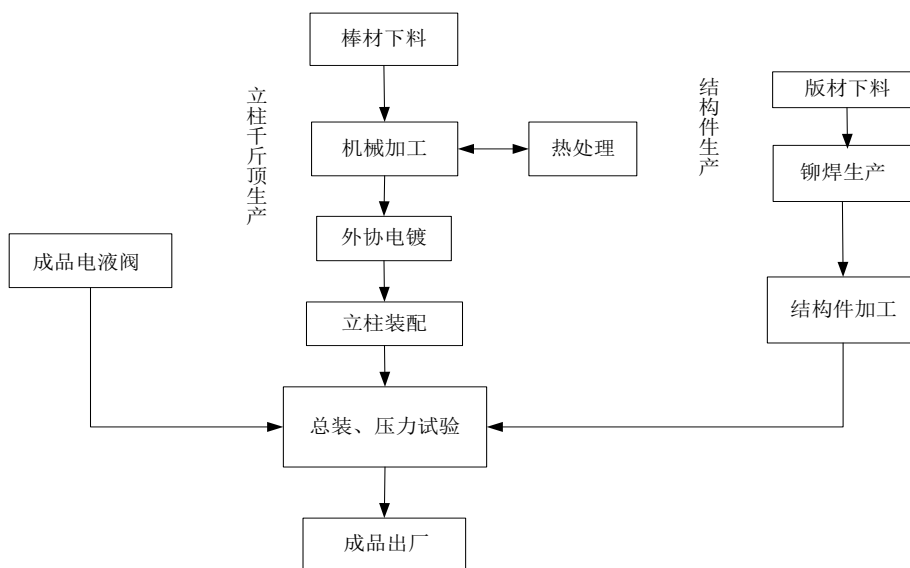 棒材下料
立柱千斤顶生产
结构件生产
版材下料
机械加工
热处理
铆焊生产
外协电镀
成品电液阀
结构件加工
立柱装配
总装、压力试验
成品出厂